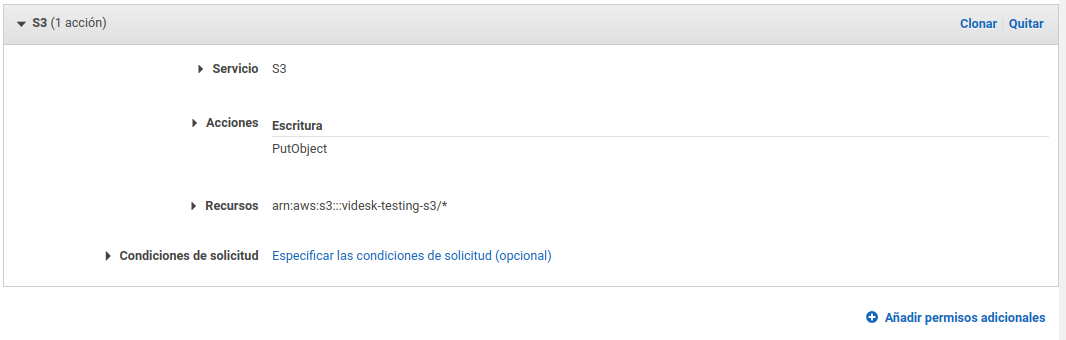 S3 (1 acción) Clonar Quitar
Servicio S3
Acciones Escritura
PutObject
Recursos arn:aws:s3:::videsk-testing-s3/*
Condiciones de solicitud Especificar las condiciones de solicitud (opcional)
Añadir permisos adicionales